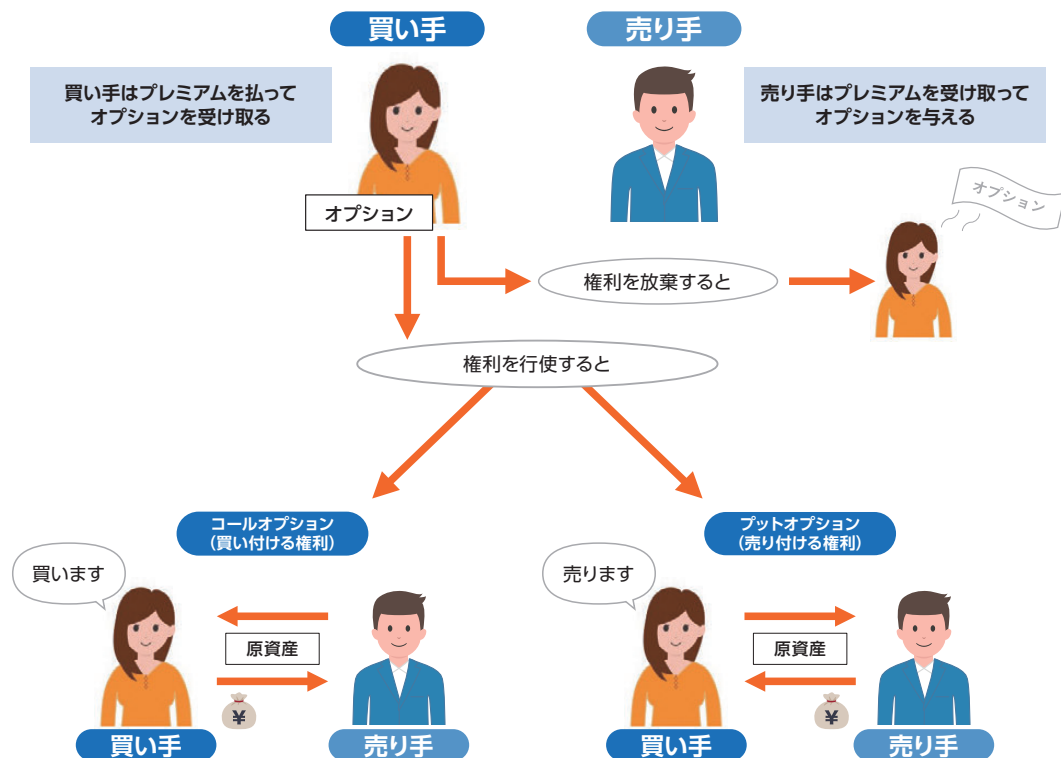 買い手
売り手
買い手はプレミアムを払って
オプションを受け取る
売り手はプレミアムを受け取って
オプションを与える
オプション
オプション
権利を放棄すると
権利を行使すると
コールオプション
(買い付ける権利)
プットオプション
(売り付ける権利)
買います
原資産
¥
買い手
売り手
売ります
原資産
¥
買い手
売り手